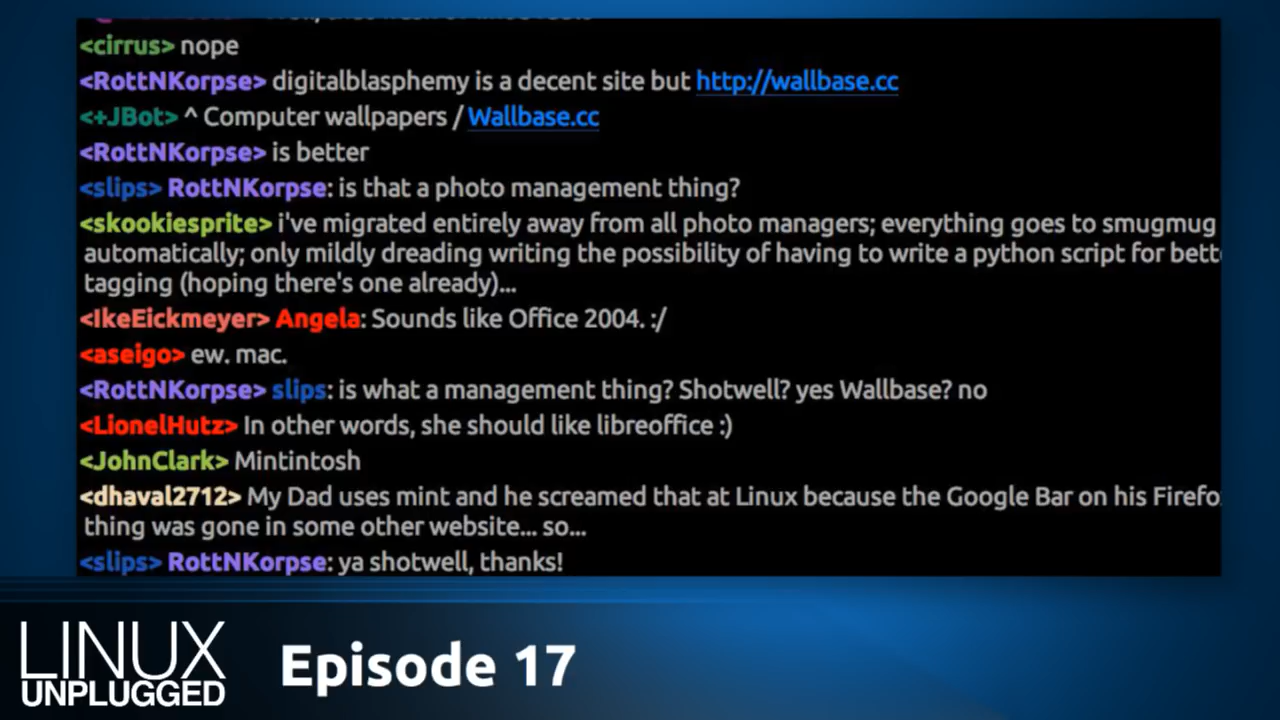 <cirrus> nope
<RottNKorpse> digitalblasphemy is a decent site but http://wallbase.cc
<+JBot> ^ Computer wallpapers / Wallbase.cc
<RottNKorpse> is better
<slips> RottNKorpse: is that a photo management thing?
<skookiesprite> i've migrated entirely away from all photo managers; everything goes to smugmug
automatically; only mildly dreading writing the possibility of having to write a python script for
tagging (hoping there's one already)...
<IkeEickmeyer> Angela: Sounds like Office 2004. :/
<aseigo> ew. mac.
<RottNKorpse> slips: is what a management thing? Shotwell? yes Wallbase? no
<LionelHutz> In other words, she should like libreoffice :)
<JohnClark> Mintintosh
<dhaval2712> My Dad uses mint and he screamed that at Linux because the Google Bar on his
thing was gone in some other website... so...
<slips> RottNKorpse: ya shotwell, thanks!
LINUX
UNPLUGGED
Episode 17